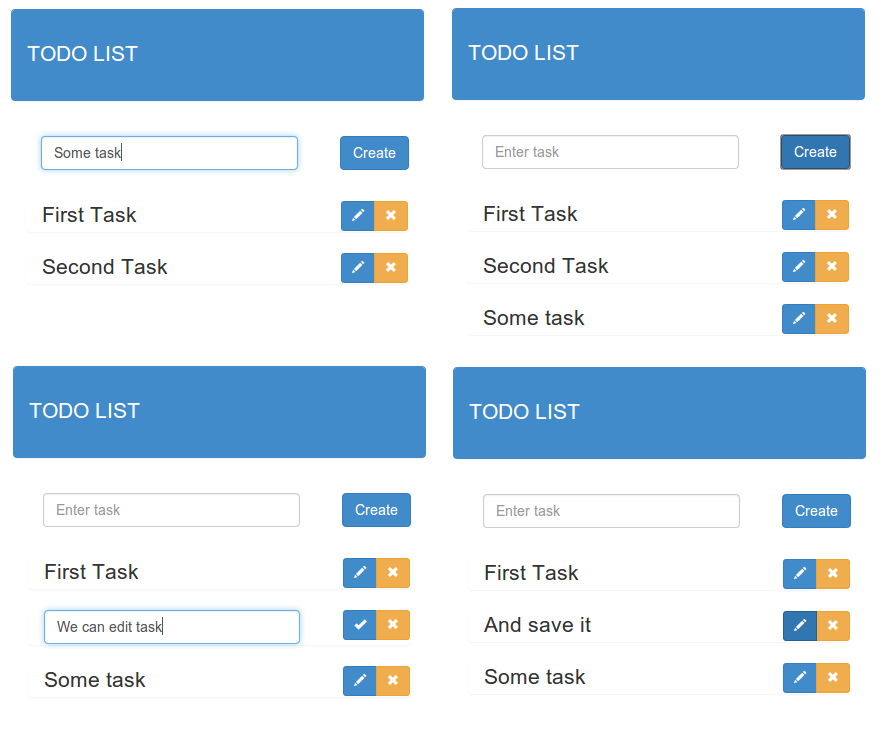 TODO LIST
Some task
Create
First Task
Second Task
TODO LIST
Enter task
Create
First Task
Second Task
Some task
TODO LIST
Enter task
Create
First Task
We can edit task
Some task
TODO LIST
Enter task
Create
First Task
And save it
Some task